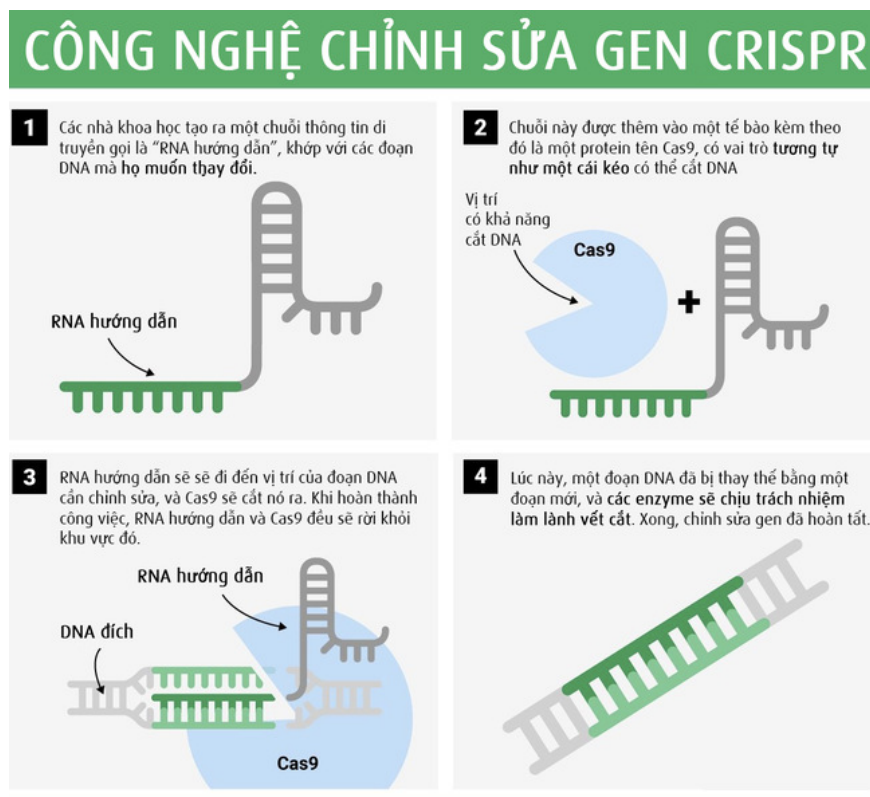 CÔNG NGHỆ CHỈNH SỬA GEN CRISPR
1
Các nhà khoa học tạo ra một chuỗi thông tin di
truyền gọi là “RNA hướng dẫn”, khớp với các đoạn
DNA mà họ muốn thay đổi.
RNA hướng dẫn
2
Chuỗi này được thêm vào một tế bào kèm theo
đó là một protein tên Cas9, có vai trò tương tự
như một cái kéo có thể cắt DNA
Vị trí
có khả năng
cắt DNA
Cas9
+
3
RNA hướng dẫn sẽ sẽ đi đến vị trí của đoạn DNA
cần chỉnh sửa, và Cas9 sẽ cắt nó ra. Khi hoàn thành
công việc, RNA hướng dẫn và Cas9 đều sẽ rời khỏi
khu vực đó.
RNA hướng dẫn
DNA đích
Cas9
4
Lúc này, một đoạn DNA đã bị thay thế bằng một
đoạn mới, và các enzyme sẽ chịu trách nhiệm
làm lành vết cắt. Xong, chỉnh sửa gen đã hoàn tất.